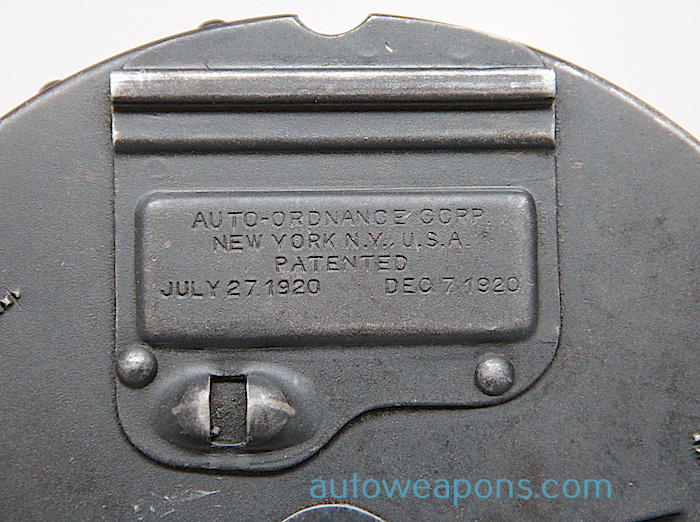 AUTO-ORDNANCE CORP.
NEW YORK N.Y., U.S.A.
PATENTED
JULY 27, 1920 DEC 7, 1920
autoweapons.com